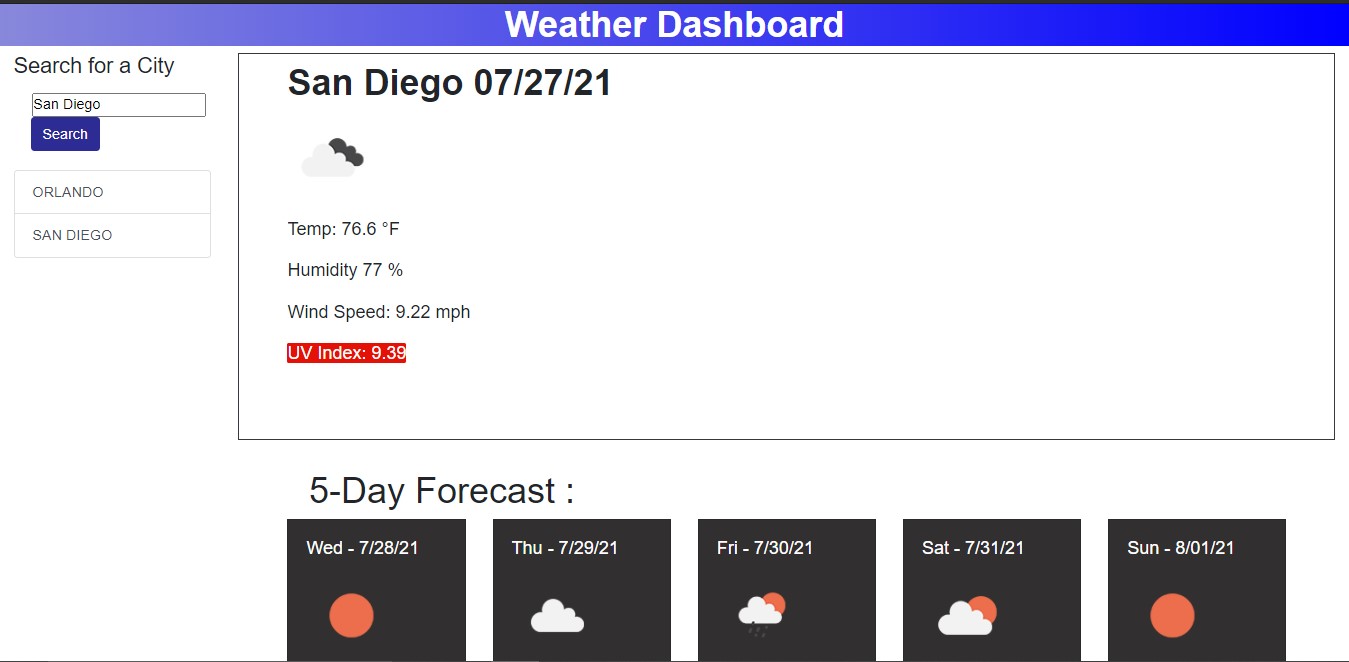 Weather Dashboard
Search for a City
San Diego
Search
ORLANDO
SAN DIEGO
San Diego 07/27/21
Temp: 76.6 °F
Humidity 77 %
Wind Speed: 9.22 mph
UV Index: 9.39
5-Day Forecast :
Wed - 7/28/21
Thu - 7/29/21
Fri - 7/30/21
Sat - 7/31/21
Sun - 8/01/21